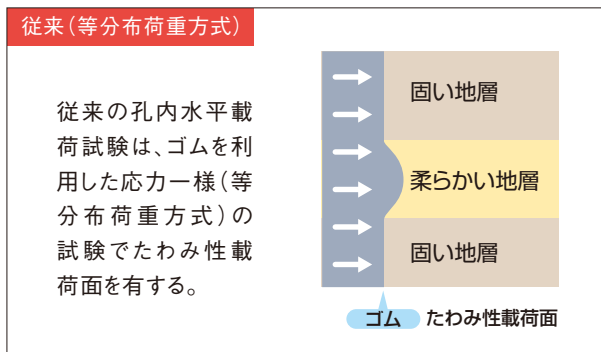 従来（等分布荷重方式）
従来の孔内水平載
荷試験は、ゴムを利
用した応力一様（等
分布荷重方式）の
試験でたわみ性載
荷面を有する。
固い地層
柔らかい地層
固い地層
ゴム たわみ性載荷面